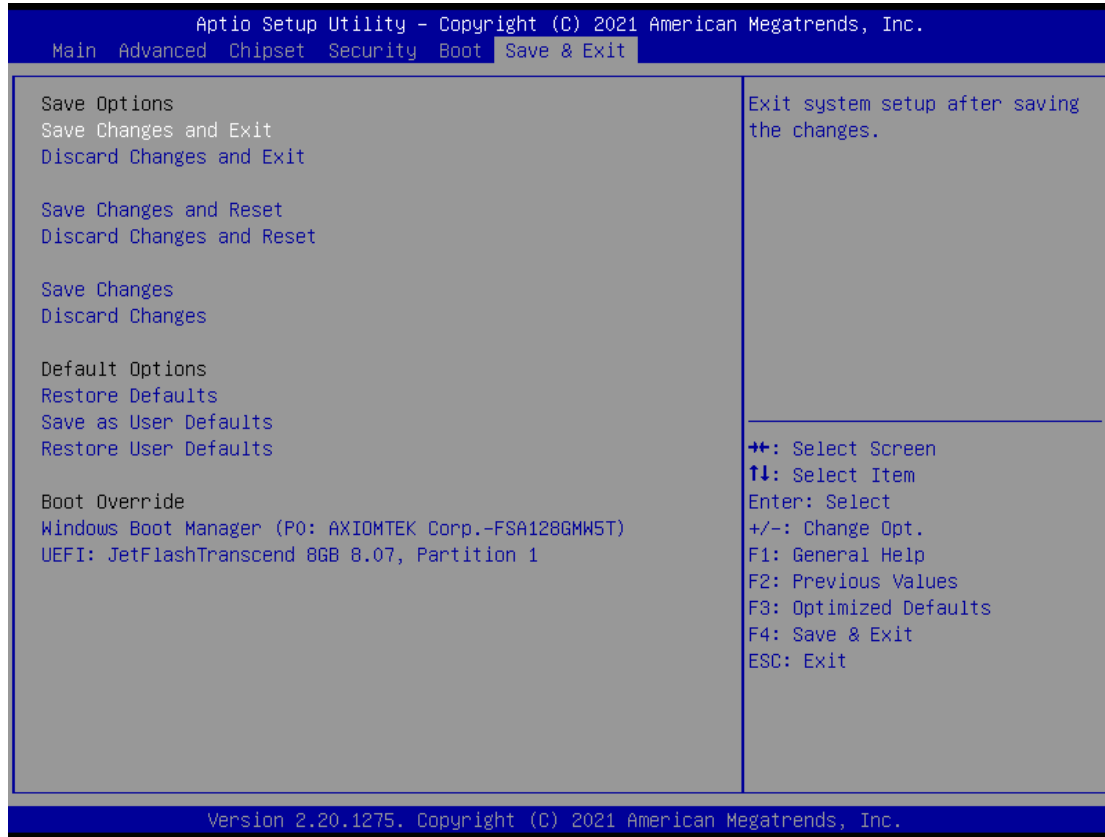 Aptio Setup Utility – Copyright (C) 2021 American Megatrends, Inc.
Main Advanced Chipset Security Boot Save & Exit
Save Options
Save Changes and Exit
Discard Changes and Exit
Save Changes and Reset
Discard Changes and Reset
Save Changes
Discard Changes
Default Options
Restore Defaults
Save as User Defaults
Restore User Defaults
Boot Override
Windows Boot Manager (P0: AXIOMTEK Corp.-FSA128GMW5T)
UEFI: JetFlashTranscend 8GB 8.07, Partition 1
Exit system setup after saving
the changes.
→←: Select Screen
↑↓: Select Item
Enter: Select
+/-: Change Opt.
F1: General Help
F2: Previous Values
F3: Optimized Defaults
F4: Save & Exit
ESC: Exit
Version 2.20.1275. Copyright (C) 2021 American Megatrends, Inc.